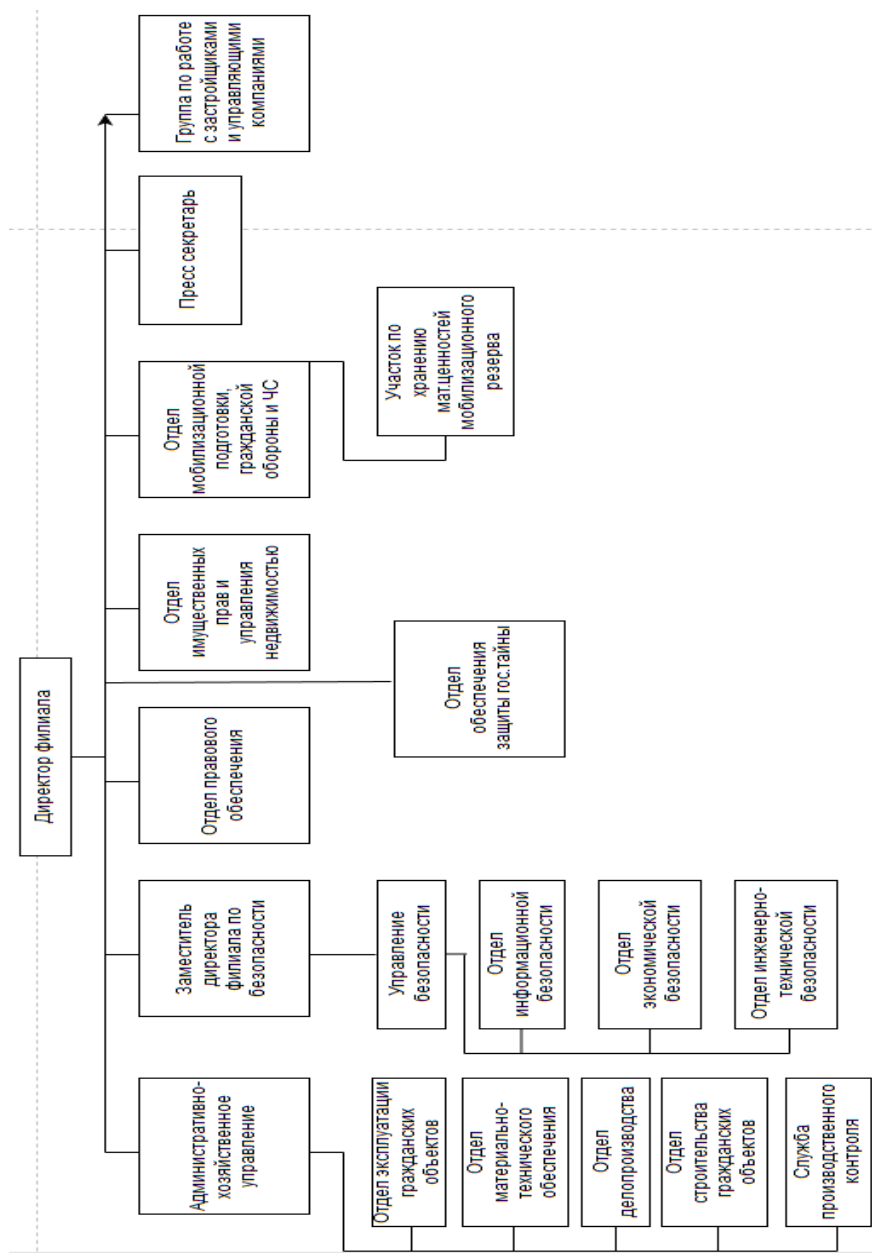 Директор филиала
Административно-
хозяйственное
управление
Заместитель
директора
филиала по
безопасности
Отдел правового
обеспечения
Отдел
имущественных
прав и
управления
недвижимостью
Отдел
мобилизационной
подготовки,
гражданской
обороны и ЧС
Пресс секретарь
Группа по работе
с застройщиками
и управляющими
компаниями
Отдел эксплуатации
гражданских
объектов
Отдел
материально-
технического
обеспечения
Отдел
делопроизводства
Отдел
строительства
гражданских
объектов
Служба
производственного
контроля
Управление
безопасности
Отдел
информационной
безопасности
Отдел
экономической
безопасности
Отдел инженерно-
технической
безопасности
Отдел
обеспечения
защиты гос.тайны
Участок по
хранению
мат.ценностей
мобилизационного
резерва